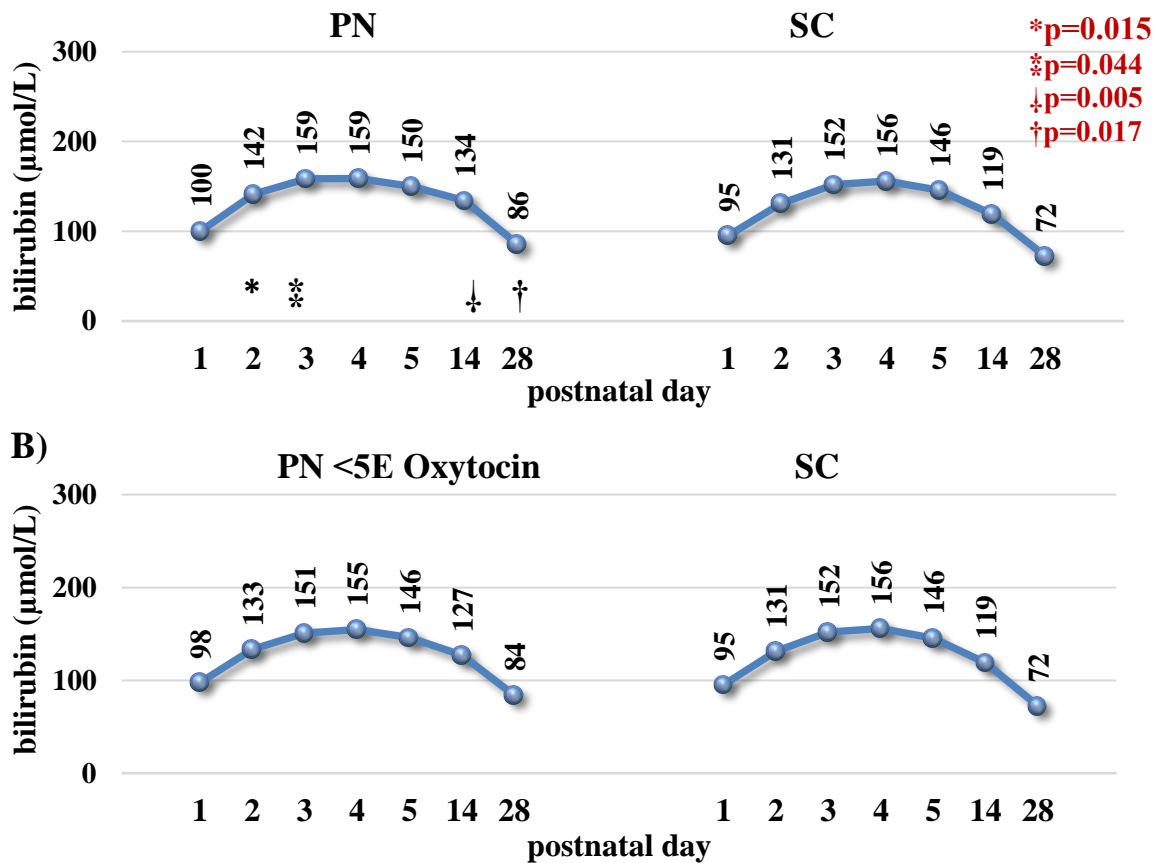 PN SC
*p=0.015
⁑p=0.044
⸸p=0.005
†p=0.017
bilirubin (µmol/L)
300
200
100
0
100 142 159 159 150 134 86
95 131 152 156 146 119 72
* ⁑ ⸸ †
1 2 3 4 5 14 28 1 2 3 4 5 14 28
postnatal day
B)
PN <5E Oxytocin SC
bilirubin (µmol/L)
300
200
100
0
98 133 151 155 146 127 84
95 131 152 156 146 119 72
1 2 3 4 5 14 28 1 2 3 4 5 14 28
postnatal day